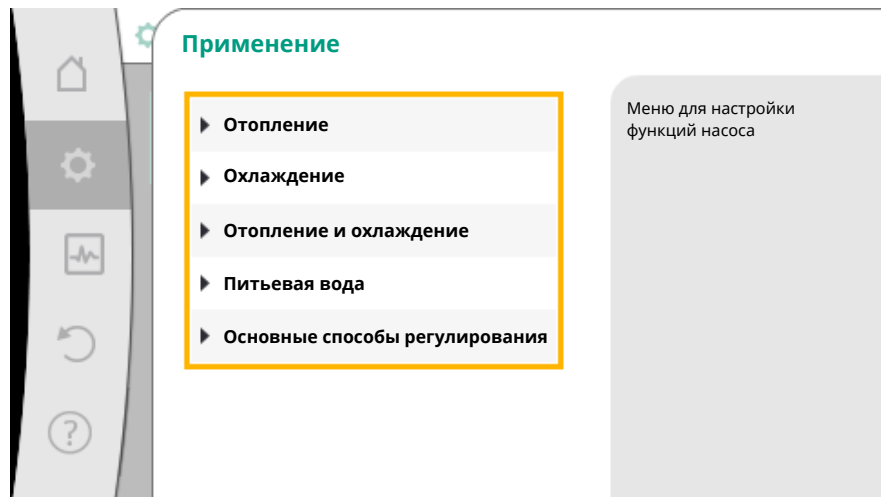 Применение
Отопление
Охлаждение
Отопление и охлаждение
Питьевая вода
Основные способы регулирования
Меню для настройки
функций насоса
?